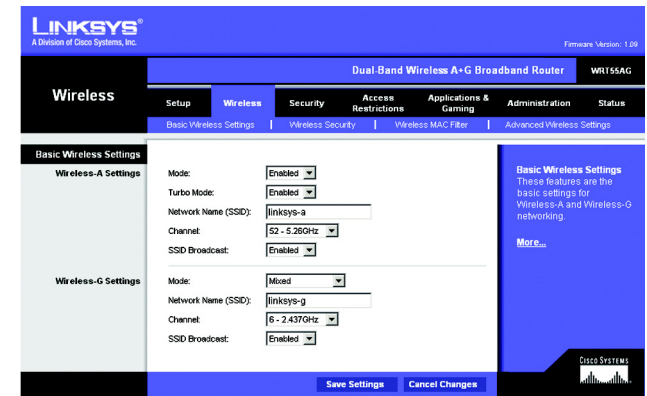 LINKSYS®
A Division of Cisco Systems, Inc.
Firmware Version: 1.09
Dual-Band Wireless A+G Broadband Router WRT55AG
Wireless
Setup Wireless Security Access Restrictions Applications & Gaming Administration Status
Basic Wireless Settings | Wireless Security | Wireless MAC Filter | Advanced Wireless Settings
Basic Wireless Settings
Wireless-A Settings
Mode: Enabled
Turbo Mode: Enabled
Network Name (SSID): linksys-a
Channel: 52 - 5.26GHz
SSID Broadcast: Enabled
Wireless-G Settings
Mode: Mixed
Network Name (SSID): linksys-g
Channel: 6 - 2.437GHz
SSID Broadcast: Enabled
Basic Wireless Settings
These features are the
basic settings for
Wireless-A and Wireless-G
networking.
More...
CISCO SYSTEMS
Save Settings Cancel Changes